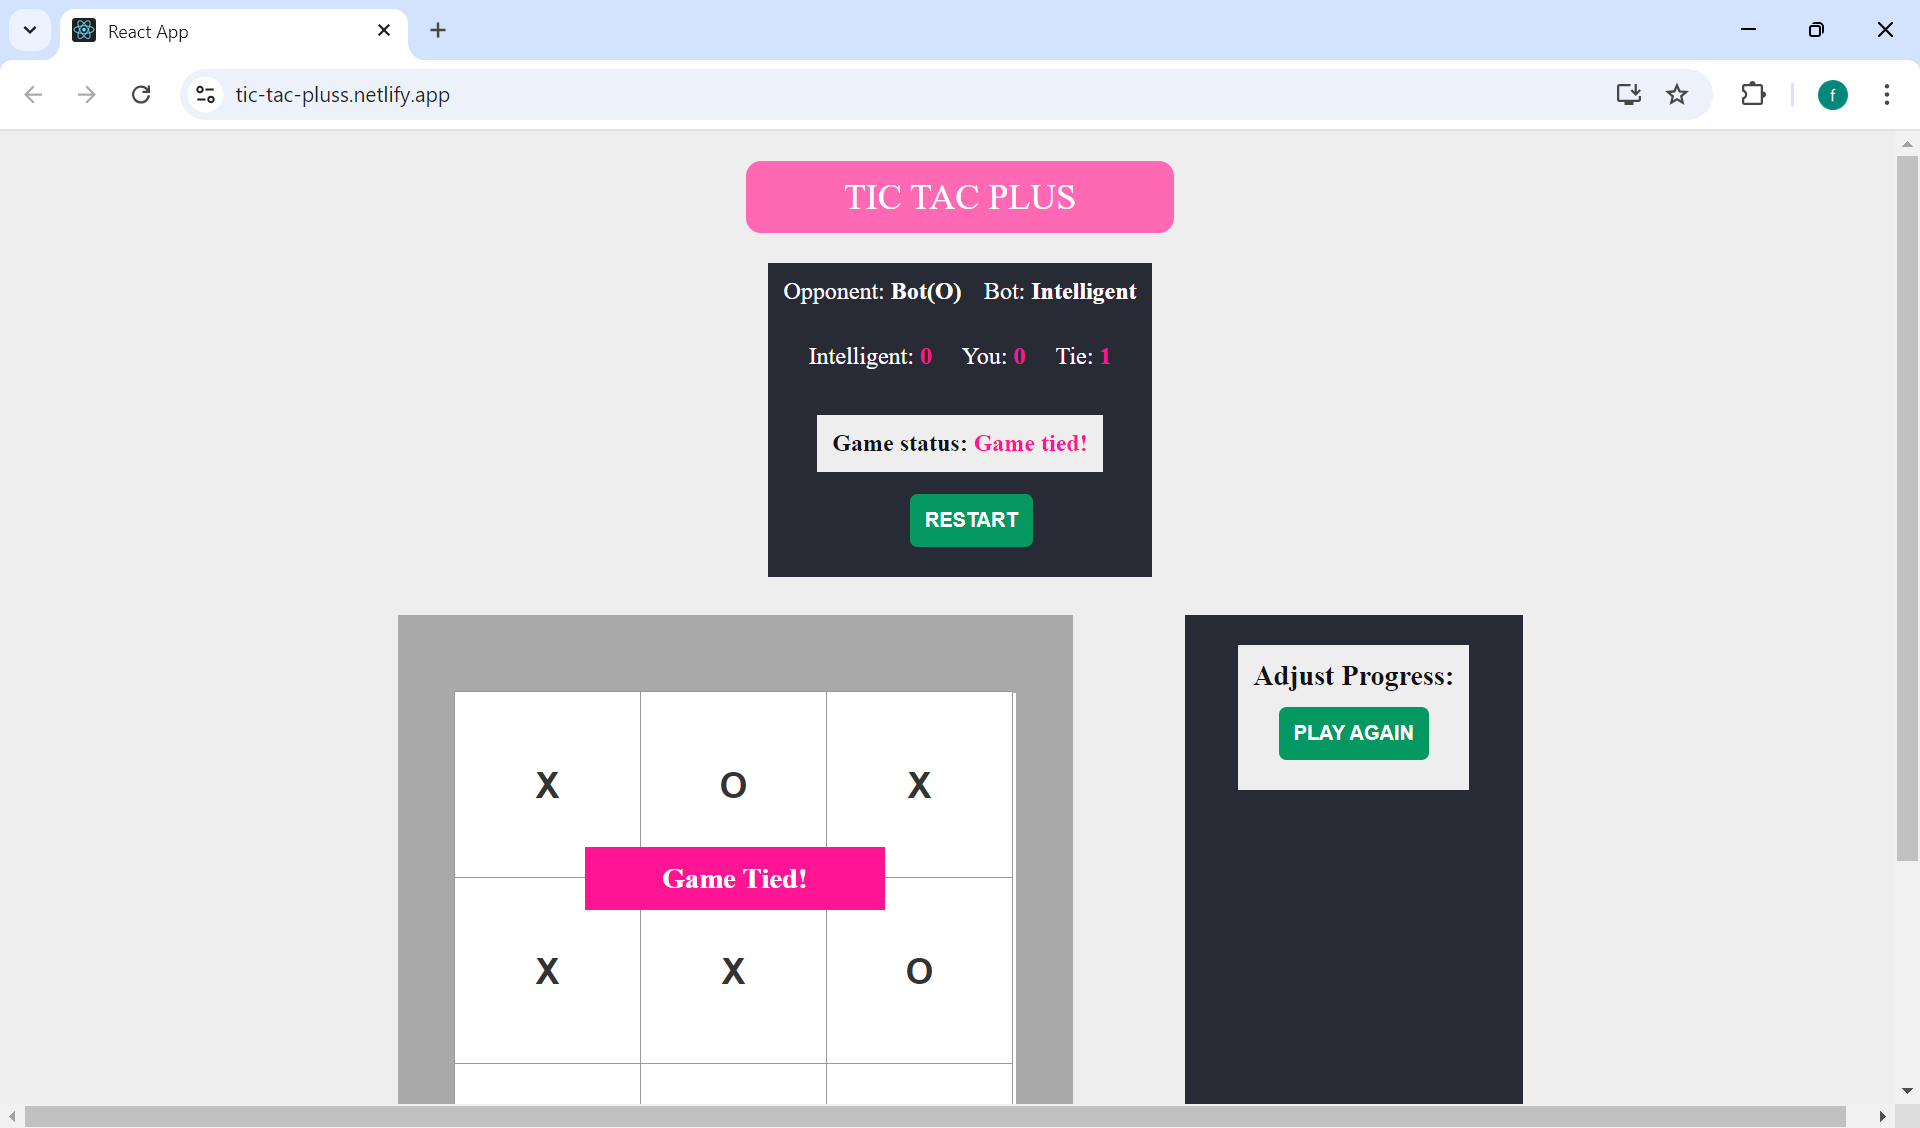 React App
tic-tac-pluss.netlify.app
f
TIC TAC PLUS
Opponent: Bot(O) Bot: Intelligent
Intelligent: 0 You: 0 Tie: 1
Game status: Game tied!
RESTART
Adjust Progress:
PLAY AGAIN
X O X
Game Tied!
X X O